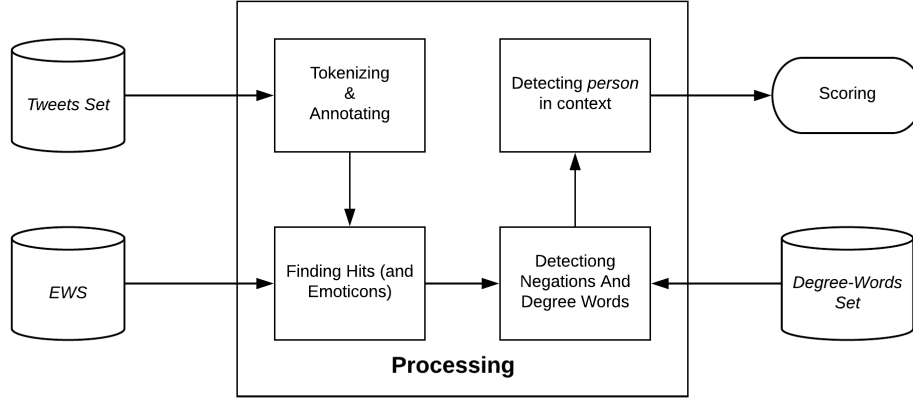 Tweets Set
Tokenizing
&
Annotating
Detecting person
in context
Scoring
EWS
Finding Hits (and
Emoticons)
Detectiong
Negations And
Degree Words
Degree-Words
Set
Processing